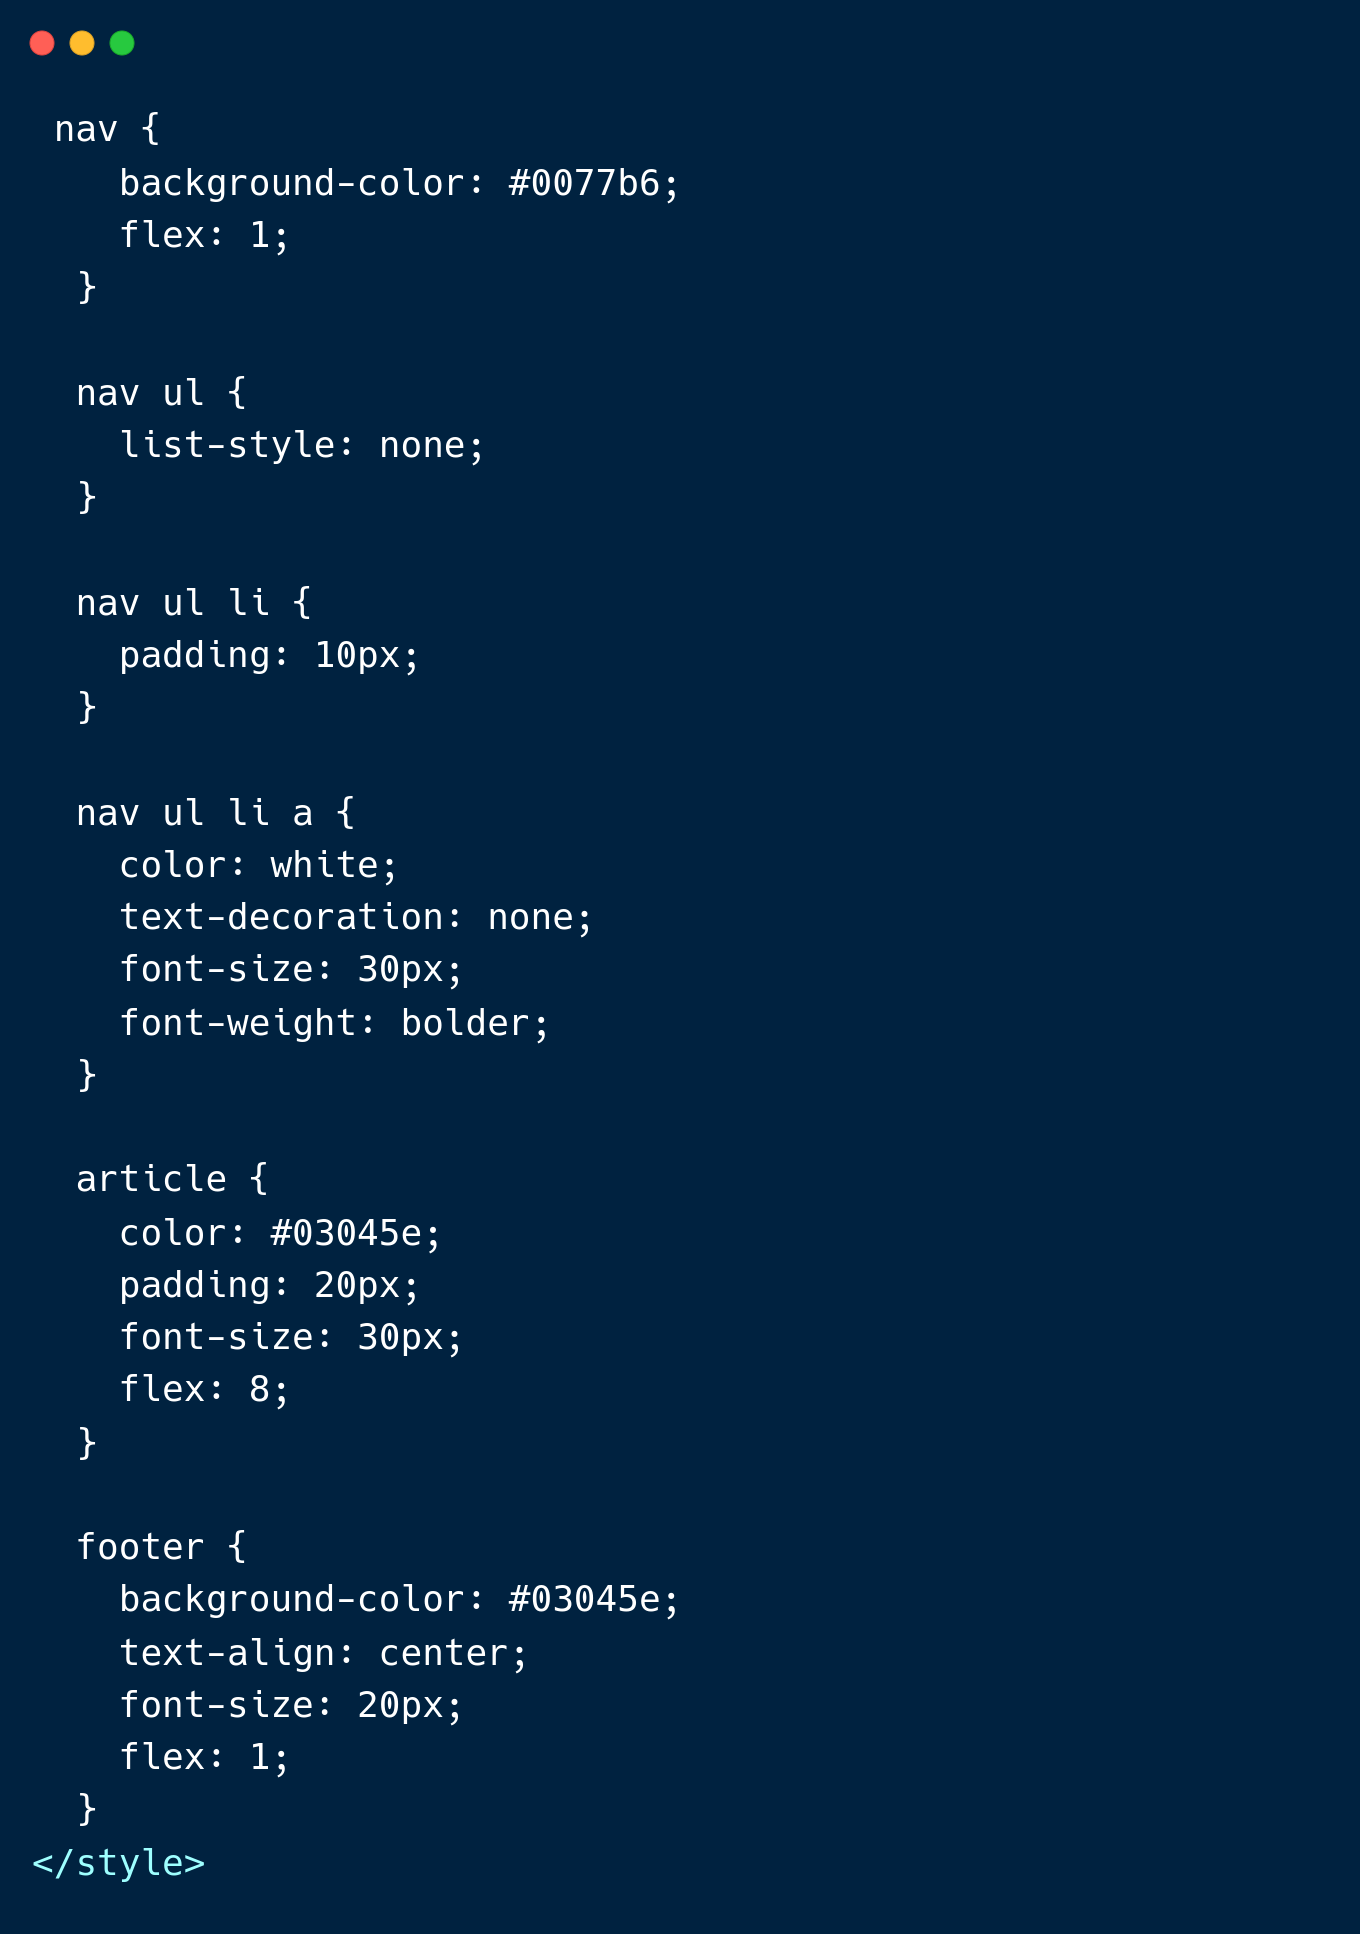 nav {
background-color: #0077b6;
flex: 1;
}
nav ul {
list-style: none;
}
nav ul li {
padding: 10px;
}
nav ul li a {
color: white;
text-decoration: none;
font-size: 30px;
font-weight: bolder;
}
article {
color: #03045e;
padding: 20px;
font-size: 30px;
flex: 8;
}
footer {
background-color: #03045e;
text-align: center;
font-size: 20px;
flex: 1;
}
</style>